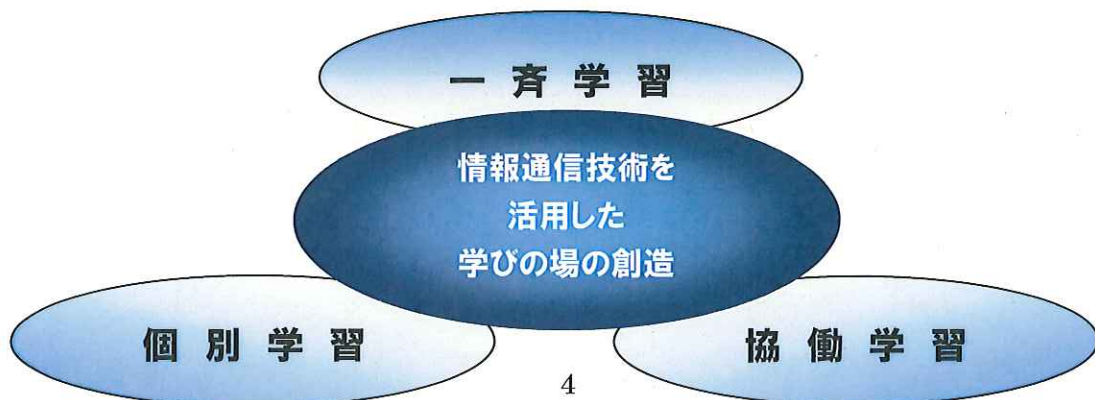 一斉学習
情報通信技術を
活用した
学びの場の創造
個別学習
協働学習
4